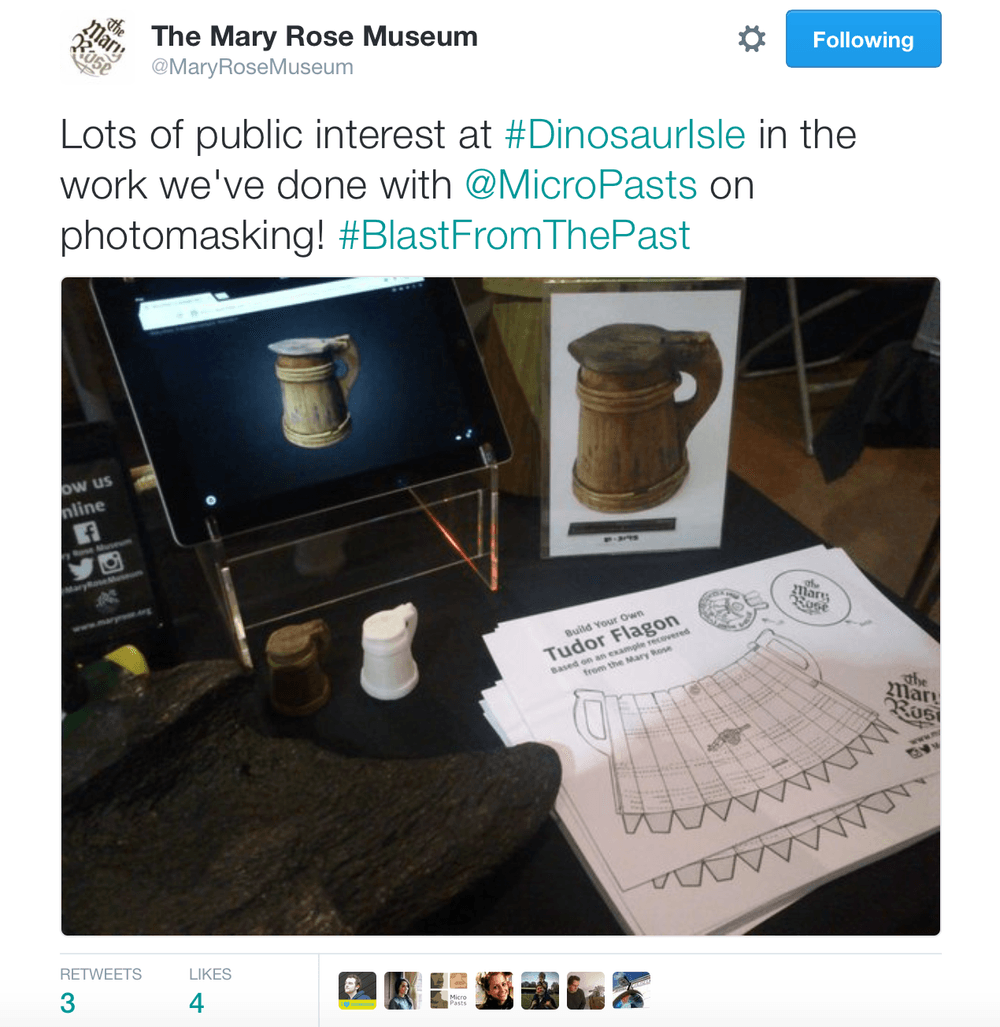 the
Mary
Rose
The Mary Rose Museum
@MaryRoseMuseum
Following
Lots of public interest at #DinosaurIsle in the
work we've done with @MicroPasts on
photomasking! #BlastFromThePast
ow us
nline
y Rose Museum
MaryRoseMuseum
www.maryrose.org
Build Your Own
Tudor Flagon
Based on an example recovered
from the Mary Rose
the
Mary
Rose
the
Mary
Rose
RETWEETS
LIKES
3
4
Micro
Pasts